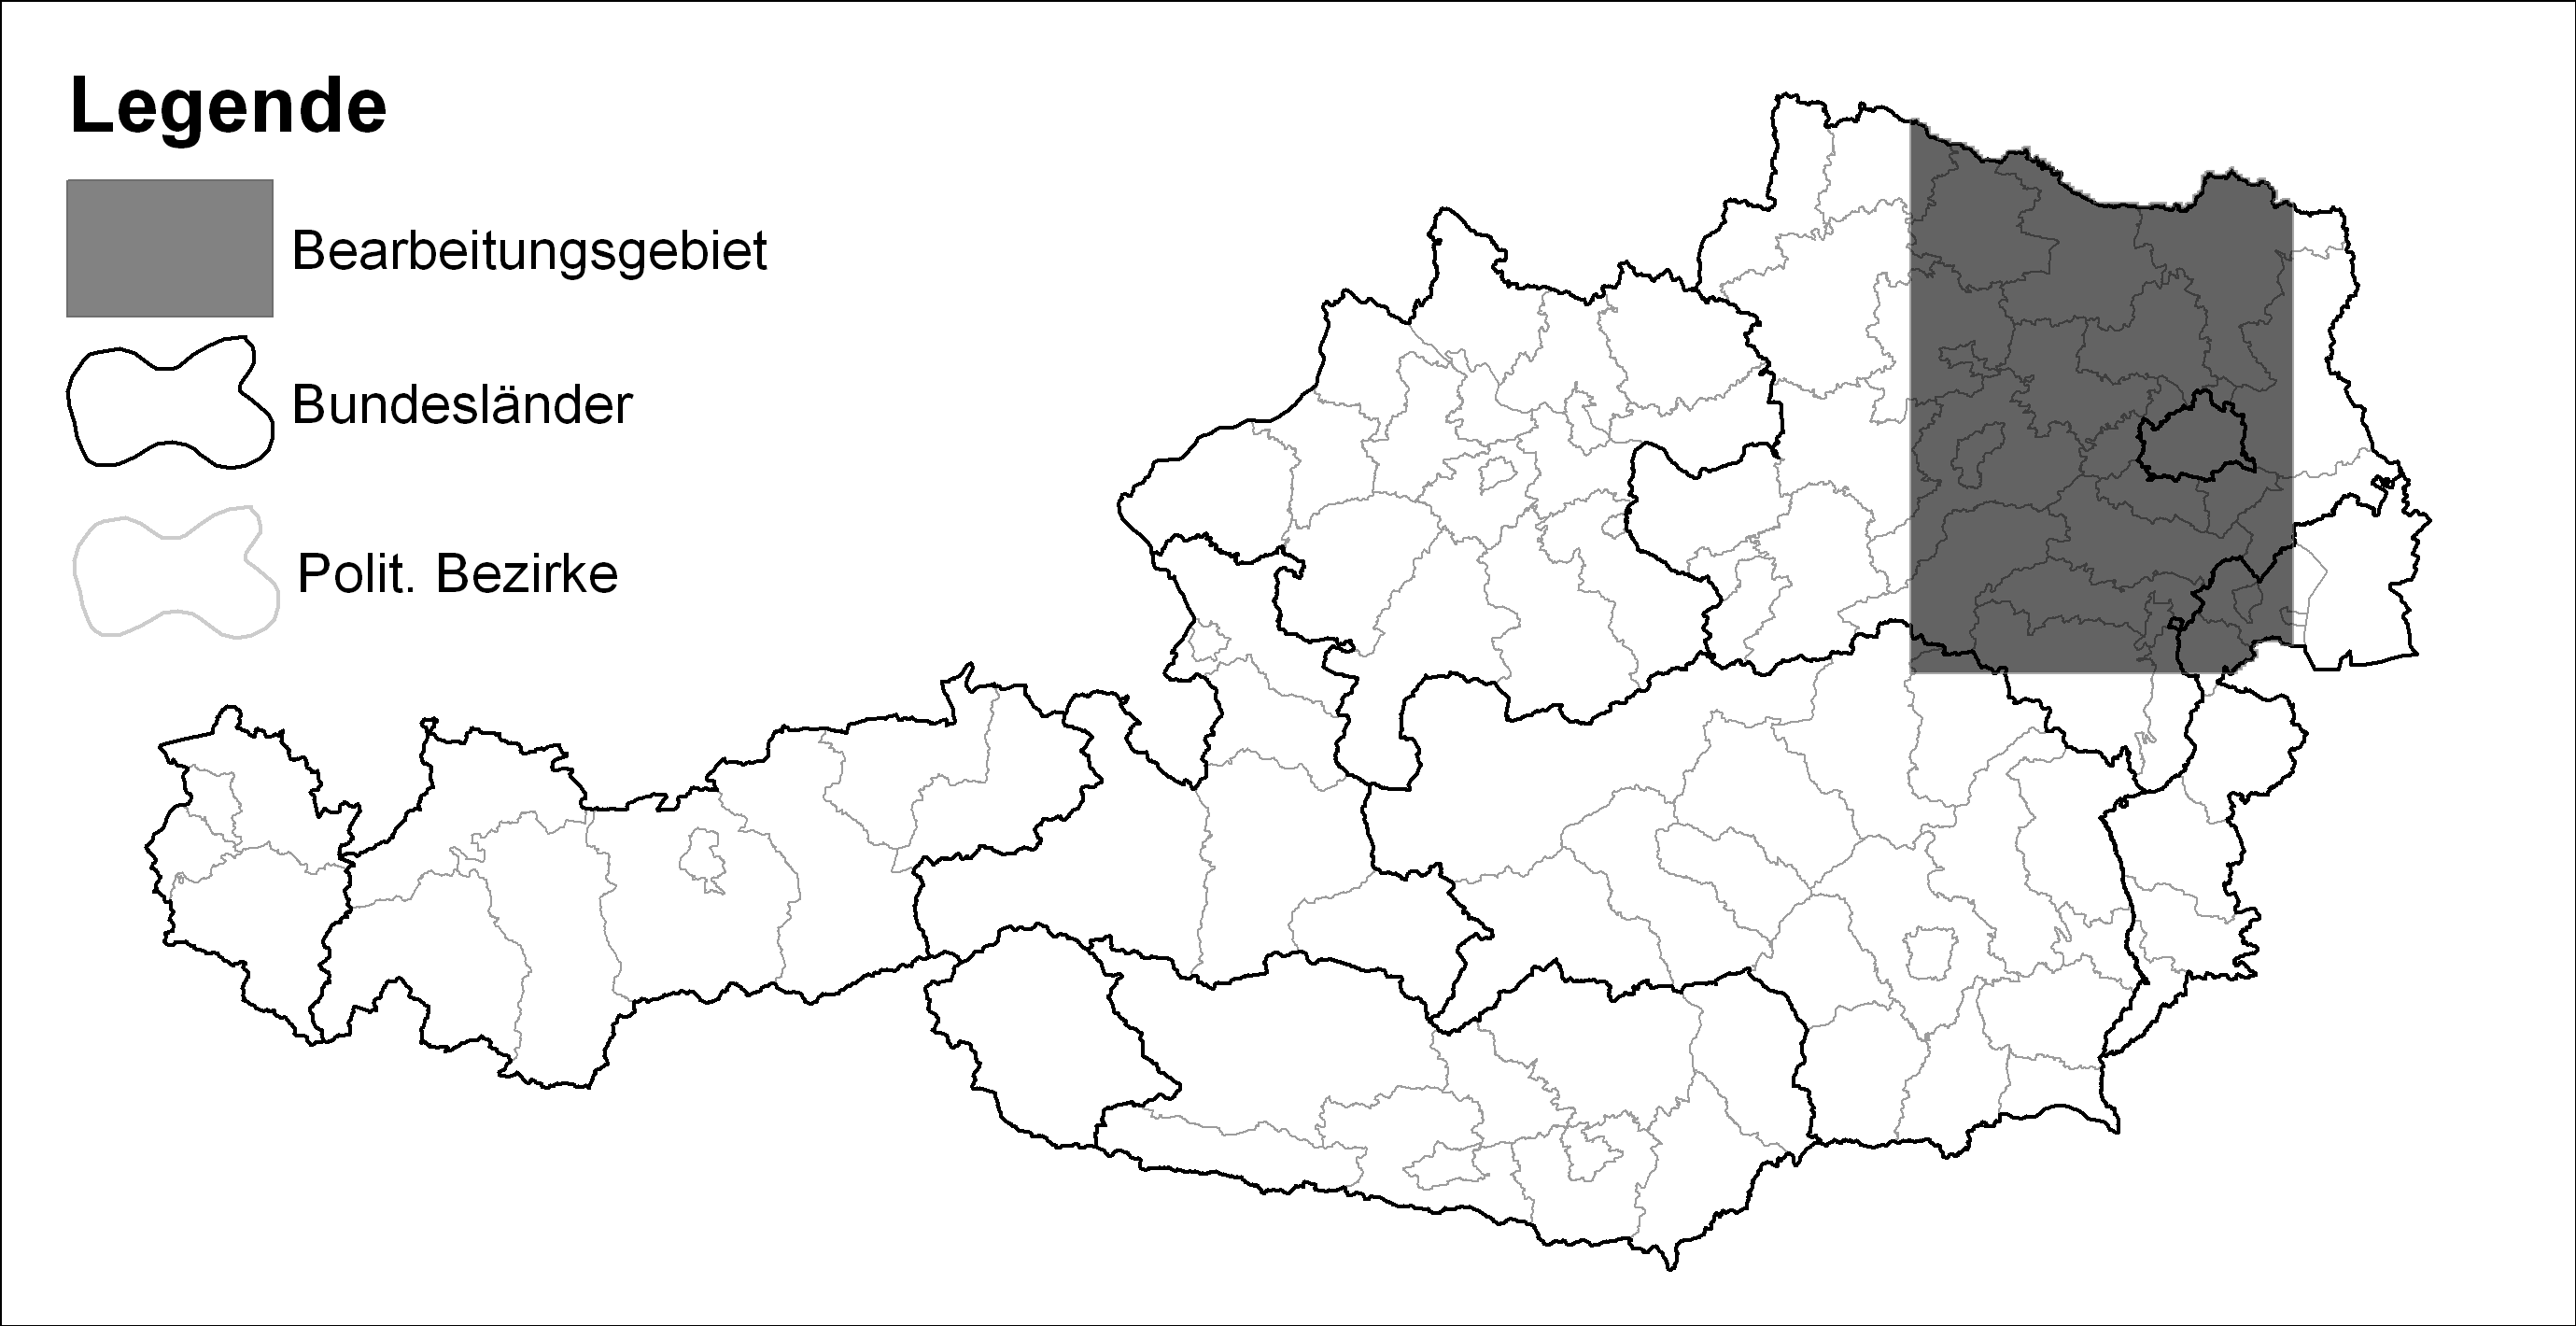 Legende
Bearbeitungsgebiet
Bundesländer
Polit. Bezirke